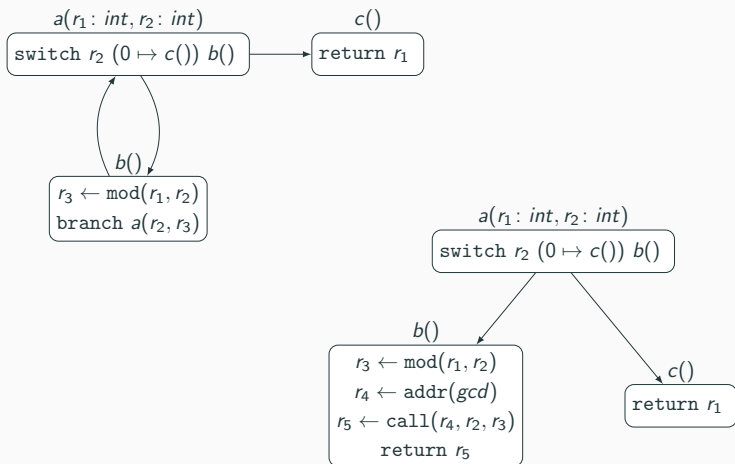 a(r₁: int, r₂: int)
switch r₂ (0 ↦ c()) b()
c()
return r₁
b()
r₃ ← mod(r₁, r₂)
branch a(r₂, r₃)
a(r₁: int, r₂: int)
switch r₂ (0 ↦ c()) b()
b()
r₃ ← mod(r₁, r₂)
r₄ ← addr(gcd)
r₅ ← call(r₄, r₂, r₃)
return r₅
c()
return r₁